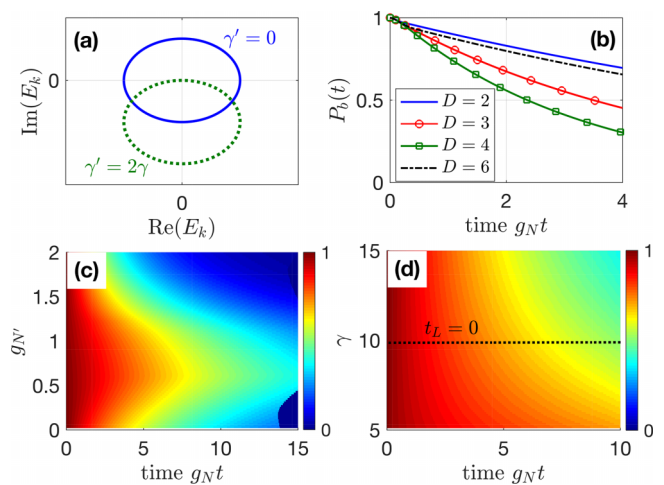 (a)
γ′ = 0
Im(E_k)
0
γ′ = 2γ
0
Re(E_k)
(b)
P_b(t)
1
0.5
0
D = 2
D = 3
D = 4
D = 6
0 2 4
time g_N t
(c)
g_N′
2
1.5
1
0.5
0
0 5 10 15
time g_N t
1
0
(d)
γ
15
10
5
t_L = 0
0 5 10
time g_N t
1
0